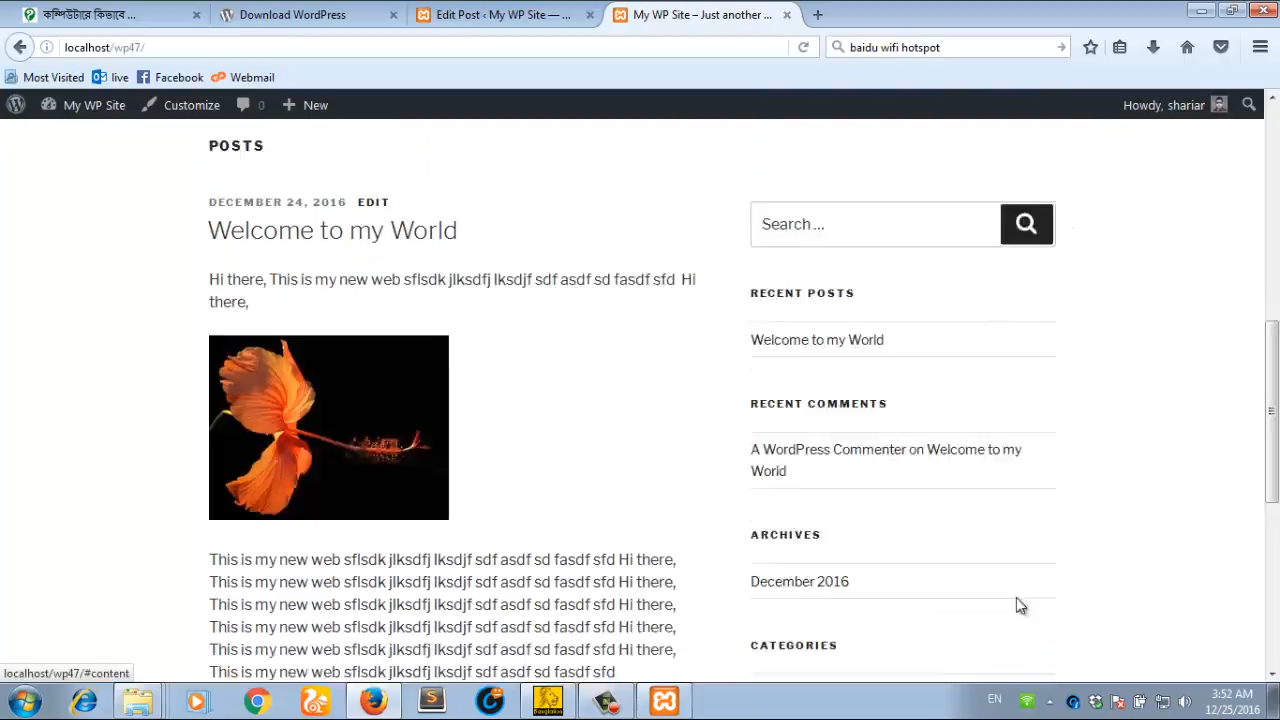 কম্পিউটারে কিভাবে ...
Download WordPress
Edit Post ‹ My WP Site — ...
My WP Site – Just another ...
localhost/wp47/
baidu wifi hotspot
Most Visited
live
Facebook
Webmail
My WP Site
Customize
0
New
Howdy, shariar
POSTS
DECEMBER 24, 2016 EDIT
Welcome to my World
Hi there, This is my new web sflsdk jlksdfj lksdjf sdf asdf sd fasdf sfd Hi
there,
This is my new web sflsdk jlksdfj lksdjf sdf asdf sd fasdf sfd Hi there,
This is my new web sflsdk jlksdfj lksdjf sdf asdf sd fasdf sfd Hi there,
This is my new web sflsdk jlksdfj lksdjf sdf asdf sd fasdf sfd Hi there,
This is my new web sflsdk jlksdfj lksdjf sdf asdf sd fasdf sfd Hi there,
This is my new web sflsdk jlksdfj lksdjf sdf asdf sd fasdf sfd Hi there,
This is my new web sflsdk jlksdfj lksdjf sdf asdf sd fasdf sfd
Search ...
RECENT POSTS
Welcome to my World
RECENT COMMENTS
A WordPress Commenter on Welcome to my
World
ARCHIVES
December 2016
CATEGORIES
localhost/wp47/#content
EN
3:52 AM
12/25/2016